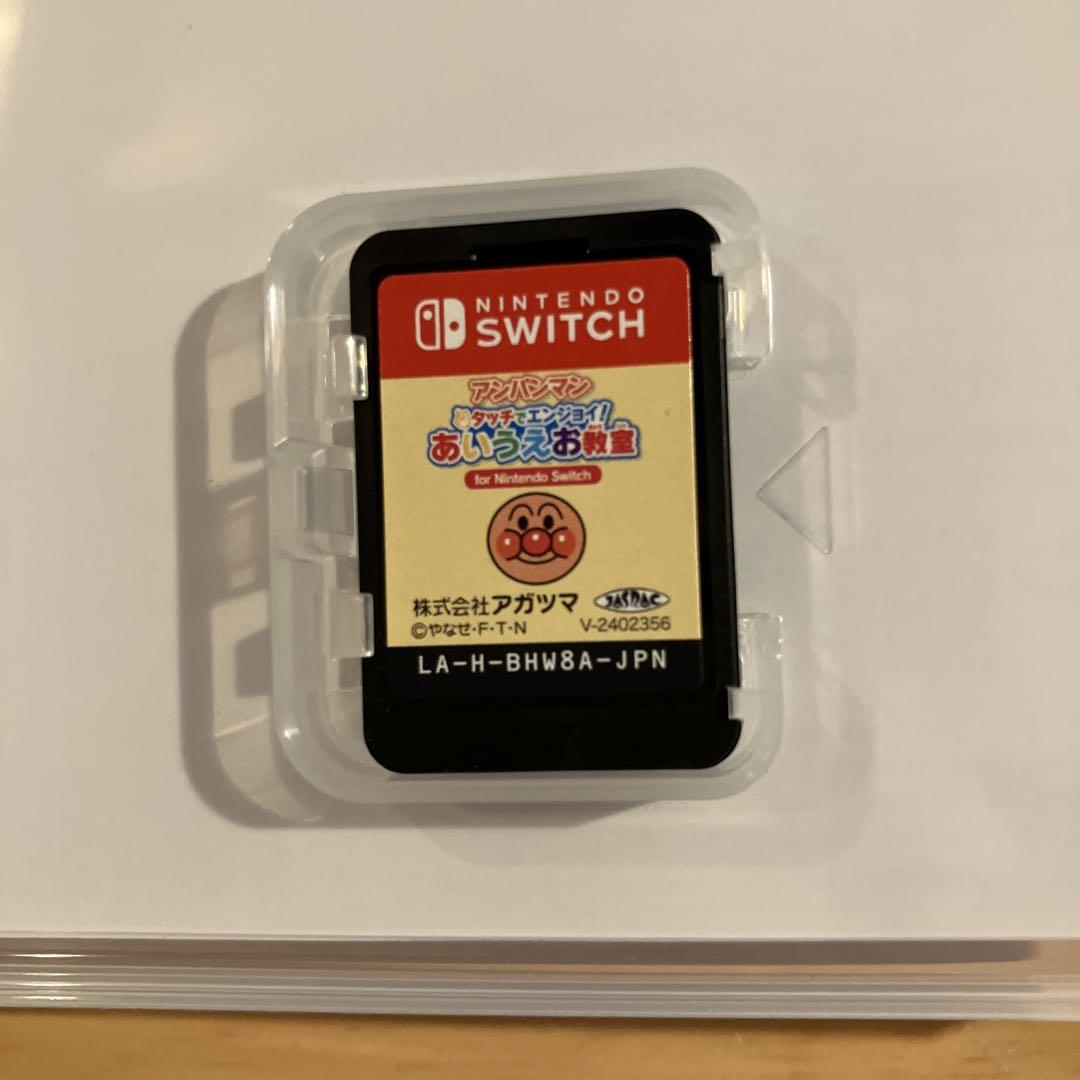 NINTENDO
SWITCH
アンパンマン
タッチでエンジョイ!
あいうえお教室
for Nintendo Switch
株式会社アガツマ
JASRAC
©やなせ・F・T・N
V-2402356
LA-H-BHW8A-JPN